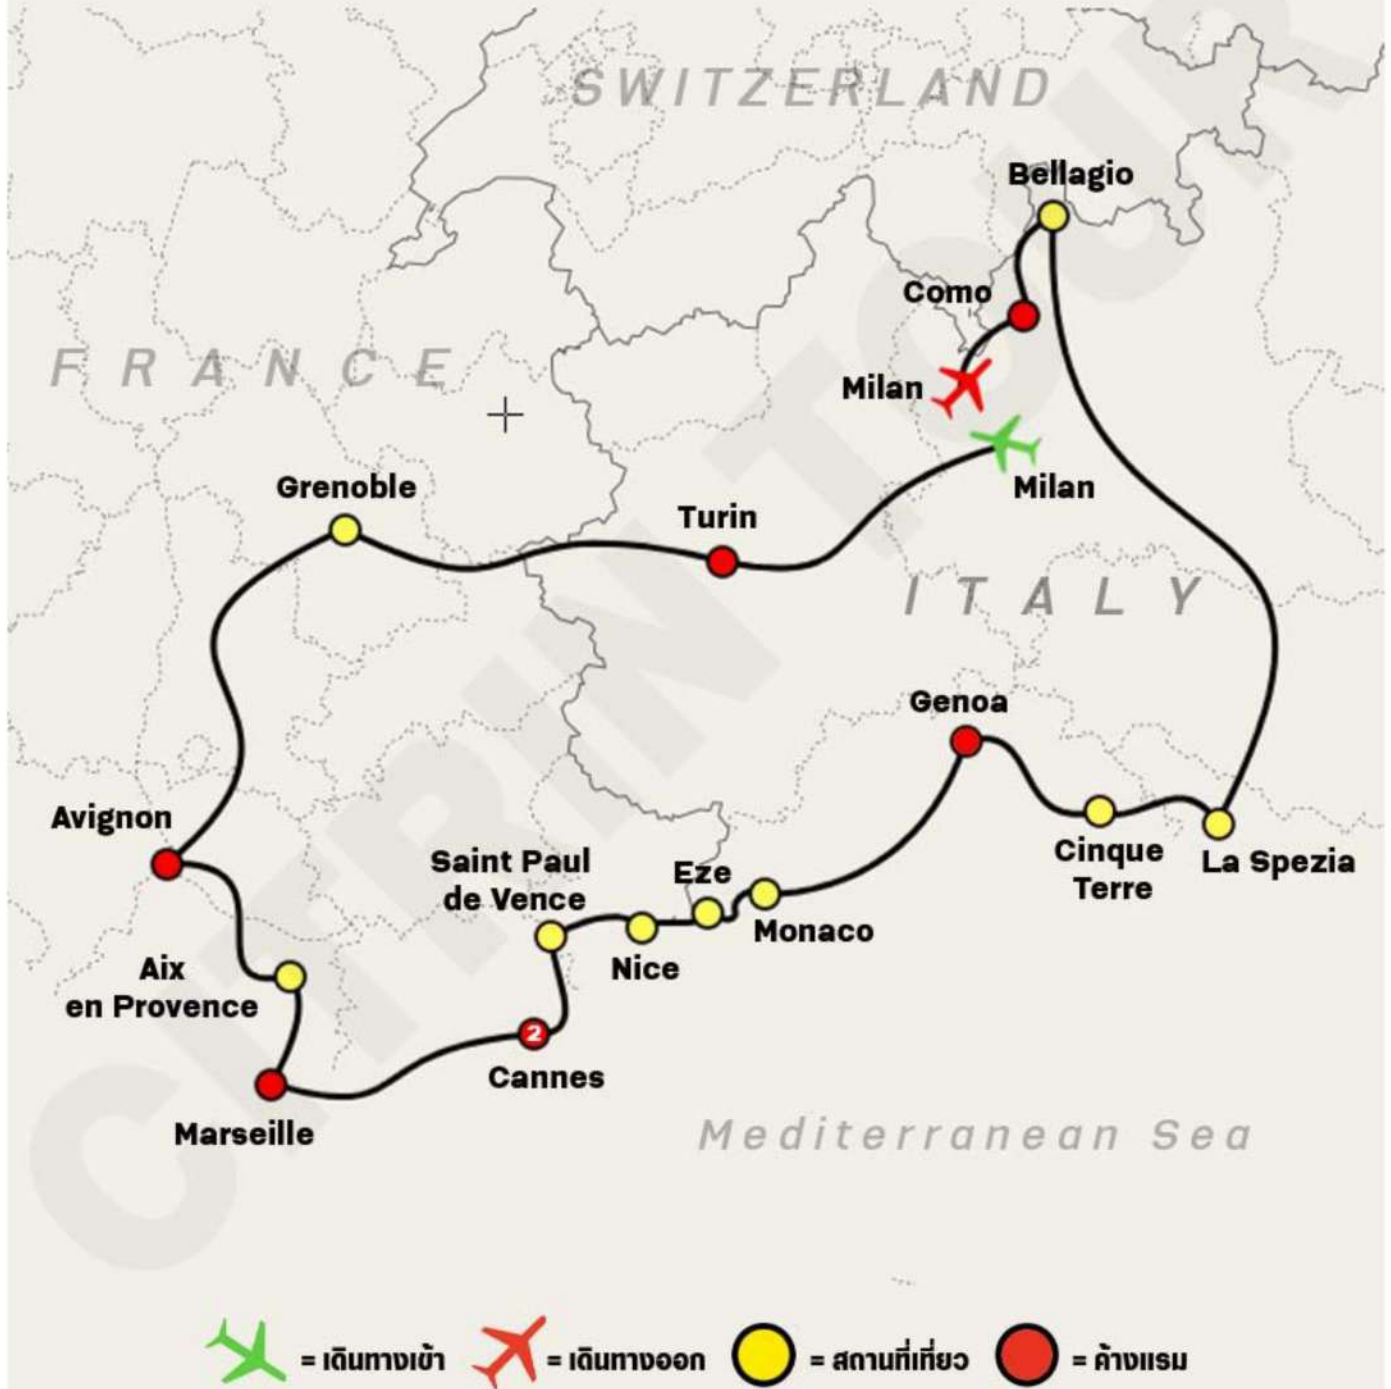 SWITZERLAND
Bellagio
Como
FRANCE
Milan
Milan
Grenoble
Turin
ITALY
Genoa
Avignon
Saint Paul
de Vence
Eze
Cinque
Terre
La Spezia
Monaco
Aix
en Provence
Nice
2
Cannes
Marseille
Mediterranean Sea
CITRIN TOUR
= เดินทางเข้า
= เดินทางออก
= สถานที่เที่ยว
= ค้างแรม